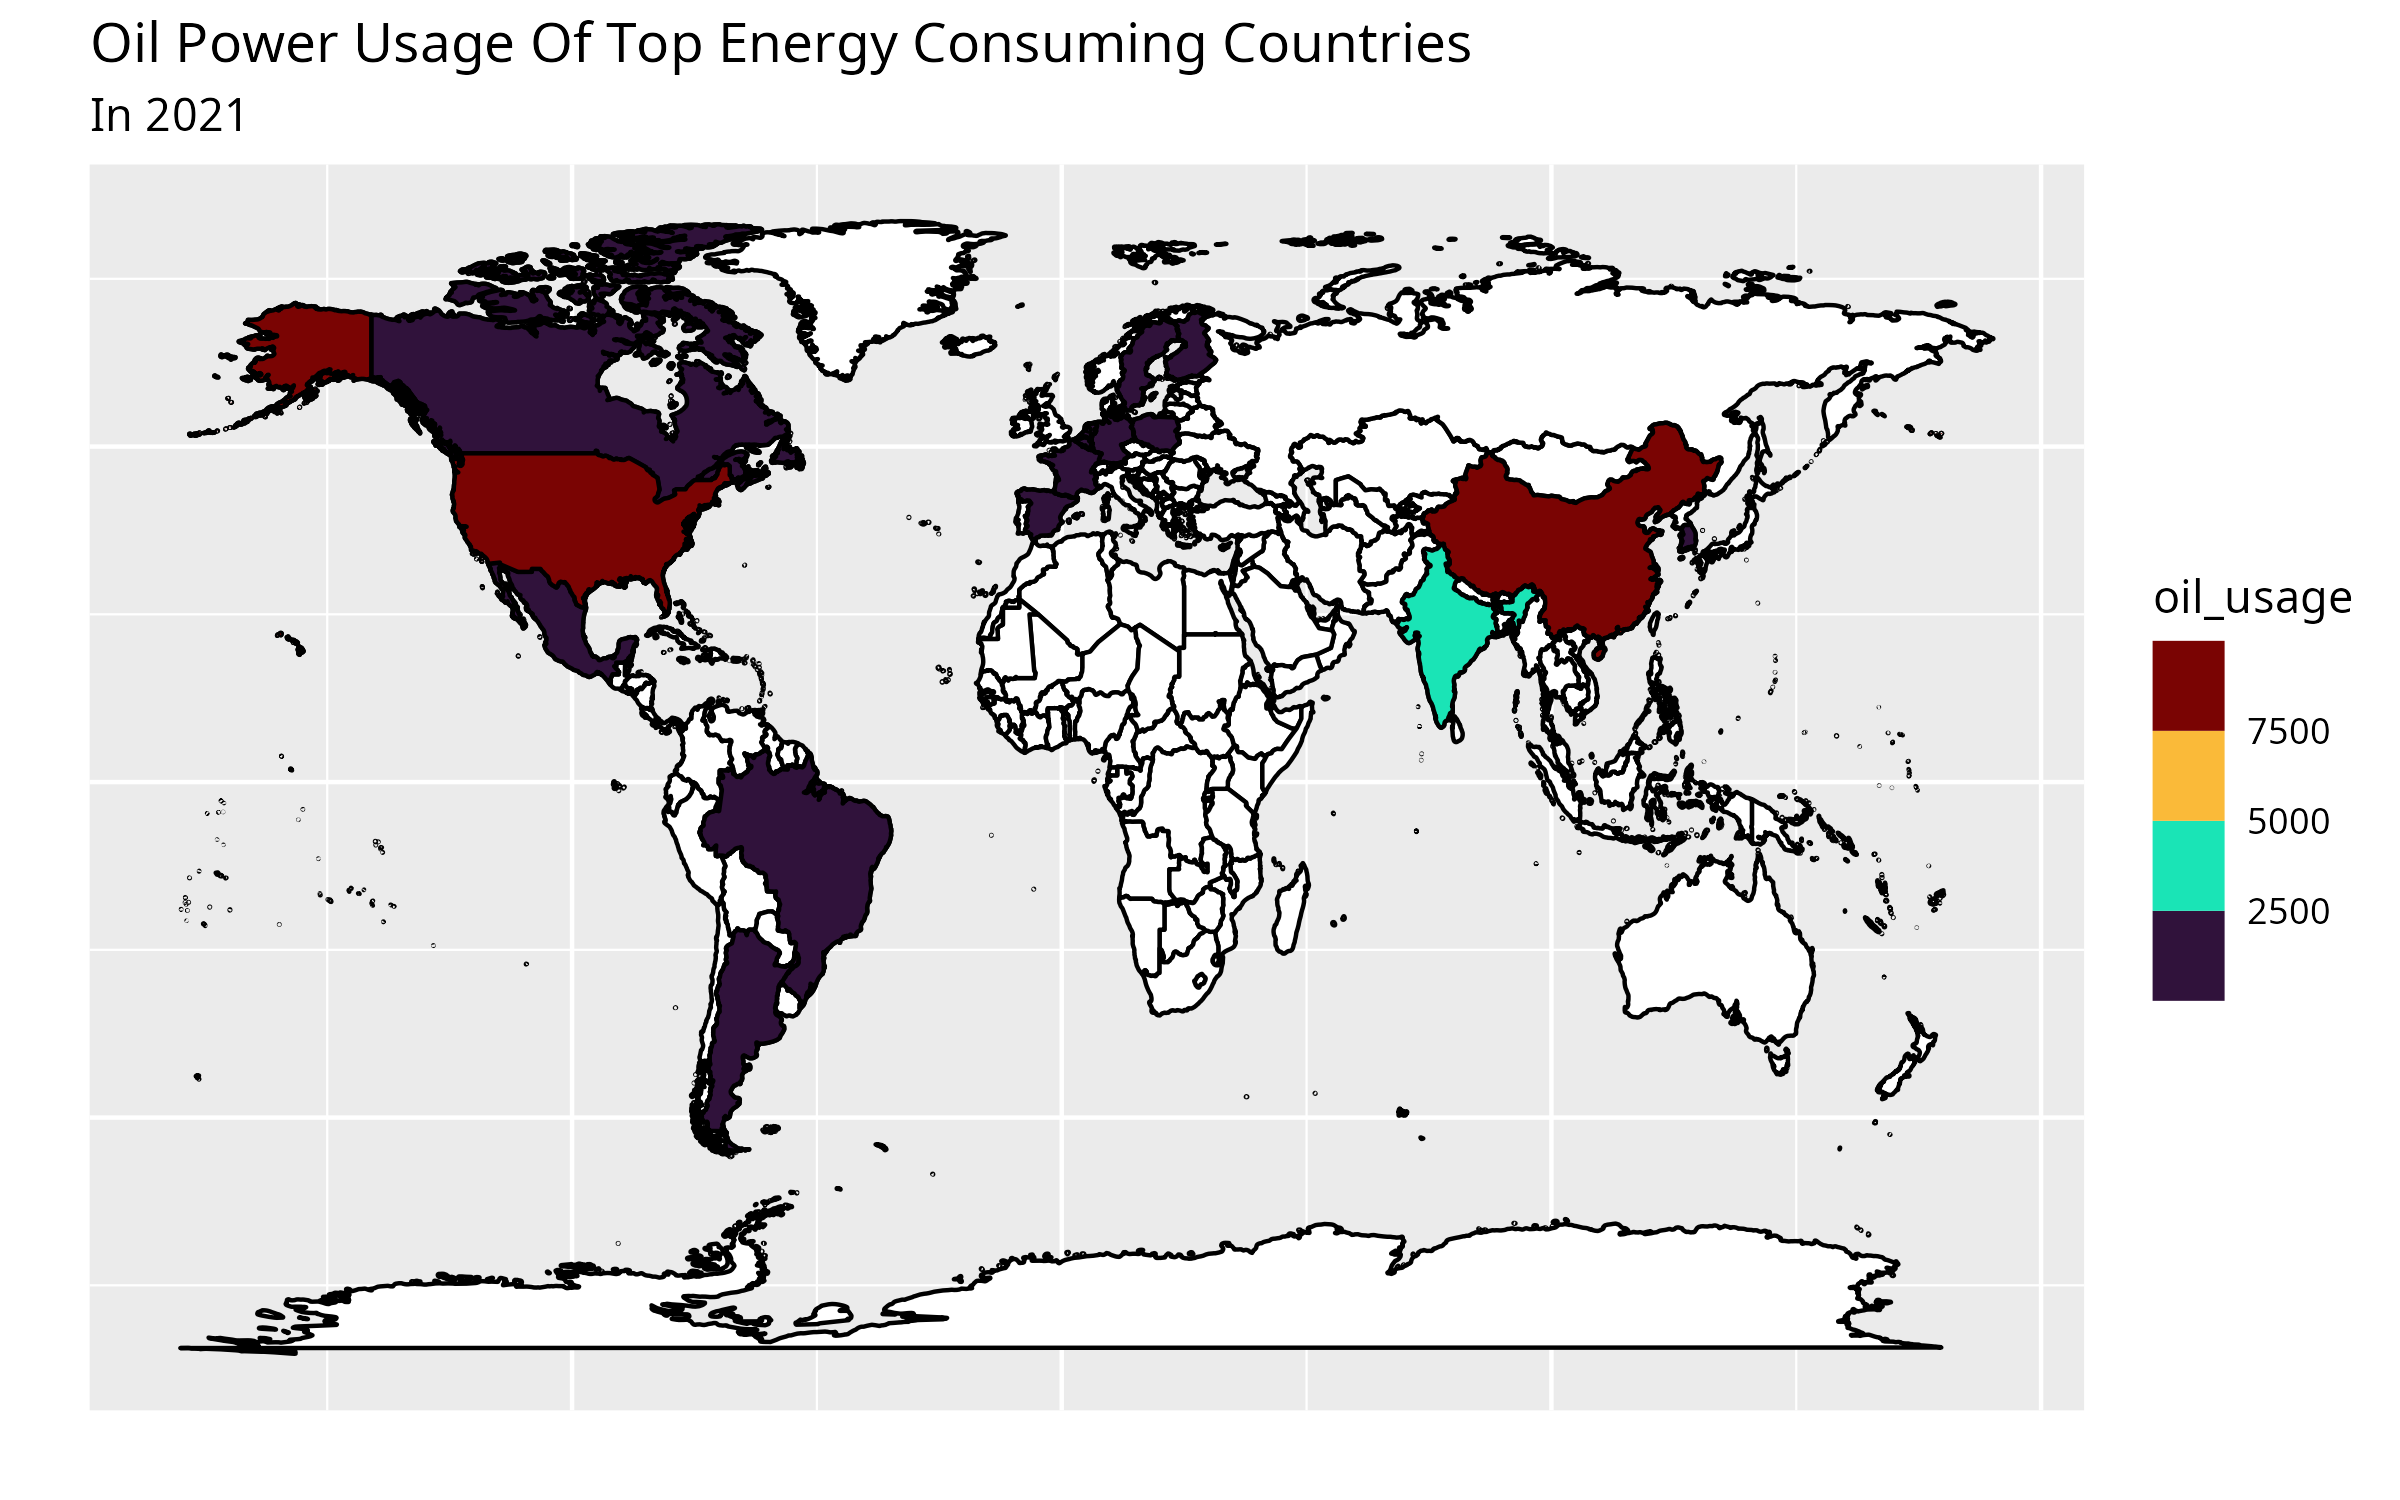 Oil Power Usage Of Top Energy Consuming Countries
In 2021
oil_usage
7500
5000
2500